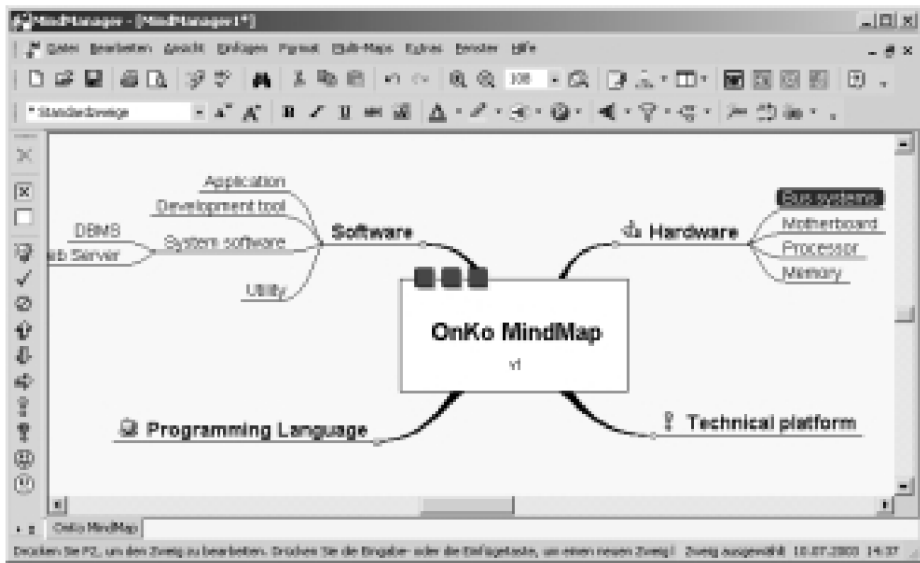 MindManager - [MindManager1*]
Datei Bearbeiten Ansicht Einfügen Format Multi-Maps Extras Fenster Hilfe
108
* Standardzweige
Application
Development tool
DBMS
System software
eb Server
Utility
Software
Hardware
Bus systems
Motherboard
Processor
Memory
OnKo MindMap
v1
Programming Language
Technical platform
OnKo MindMap
Drücken Sie F2, um den Zweig zu bearbeiten. Drücken Sie die Eingabe- oder die Einfügetaste, um einen neuen Zweig Zweig ausgewählt 10.07.2003 14:37